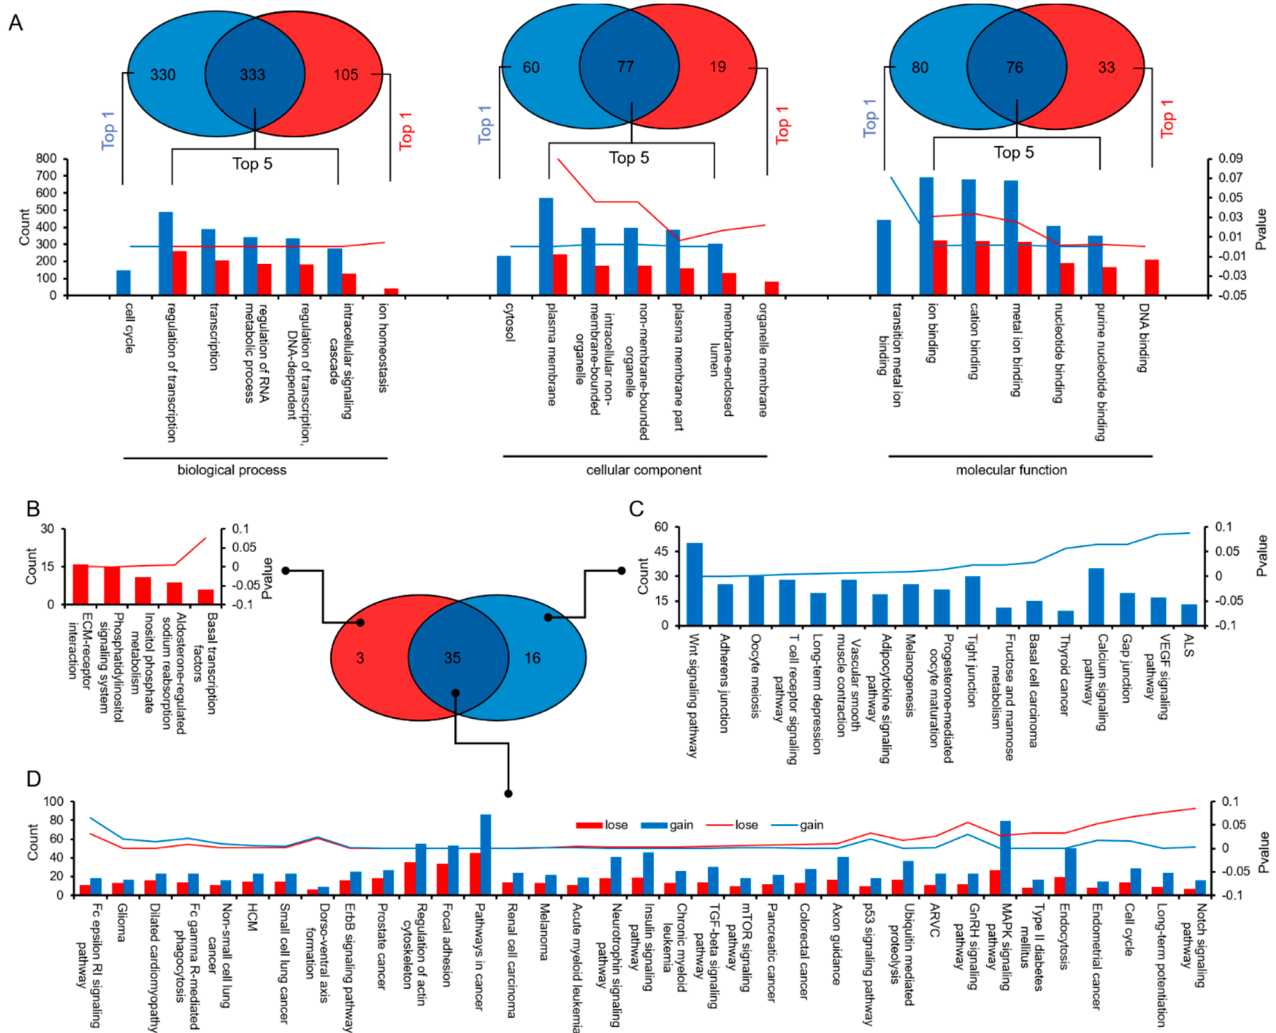 A
330
333
105
60
77
19
80
76
33
Top 1
Top 5
Top 1
Top 1
Top 5
Top 1
Top 1
Top 5
Top 1
Count
800
700
600
500
400
300
200
100
0
0.09
0.07
0.05
0.03
0.01
-0.01
-0.03
-0.05
Pvalue
cell cycle
regulation of transcription
transcription
regulation of RNA
metabolic process
regulation of transcription,
DNA-dependent
intracellular signaling
cascade
ion homeostasis
cytosol
plasma membrane
intracellular non-
membrane-bounded
organelle
non-membrane-bounded
organelle
plasma membrane part
membrane-enclosed
lumen
organelle membrane
transition metal ion
binding
ion binding
cation binding
metal ion binding
nucleotide binding
purine nucleotide binding
DNA binding
biological process
cellular component
molecular function
B
Count
30
15
0
0.1
0.05
0
-0.05
-0.1
Pvalue
ECM-receptor
interaction
Phosphatidylinositol
signaling system
Inositol phosphate
metabolism
Aldosterone-regulated
sodium reabsorption
Basal transcription
factors
3
35
16
C
Count
60
45
30
15
0
0.1
0.05
0
-0.05
-0.1
Pvalue
Wnt signaling pathway
Adherens junction
Oocyte meiosis
T cell receptor signaling
pathway
Long-term depression
Vascular smooth
muscle contraction
Adipocytokine signaling
pathway
Melanogenesis
Progesterone-mediated
oocyte maturation
Tight junction
Fructose and mannose
metabolism
Basal cell carcinoma
Thyroid cancer
Calcium signaling
pathway
Gap junction
VEGF signaling
pathway
ALS
D
Count
100
80
60
40
20
0
lose
gain
lose
gain
0.1
0.05
0
-0.05
-0.1
Pvalue
Fc epsilon RI signaling
pathway
Glioma
Dilated cardiomyopathy
Fc gamma R-mediated
phagocytosis
Non-small cell lung
cancer
HCM
Small cell lung cancer
Dorso-ventral axis
formation
ErbB signaling pathway
Prostate cancer
Regulation of actin
cytoskeleton
Focal adhesion
Pathways in cancer
Renal cell carcinoma
Melanoma
Acute myeloid leukemia
Neurotrophin signaling
pathway
Insulin signaling
pathway
Chronic myeloid
leukemia
TGF-beta signaling
pathway
mTOR signaling
pathway
Pancreatic cancer
Colorectal cancer
Axon guidance
p53 signaling pathway
Ubiquitin mediated
proteolysis
ARVC
GnRH signaling
pathway
MAPK signaling
pathway
Type II diabetes
mellitus
Endocytosis
Endometrial cancer
Cell cycle
Long-term potentiation
Notch signaling
pathway